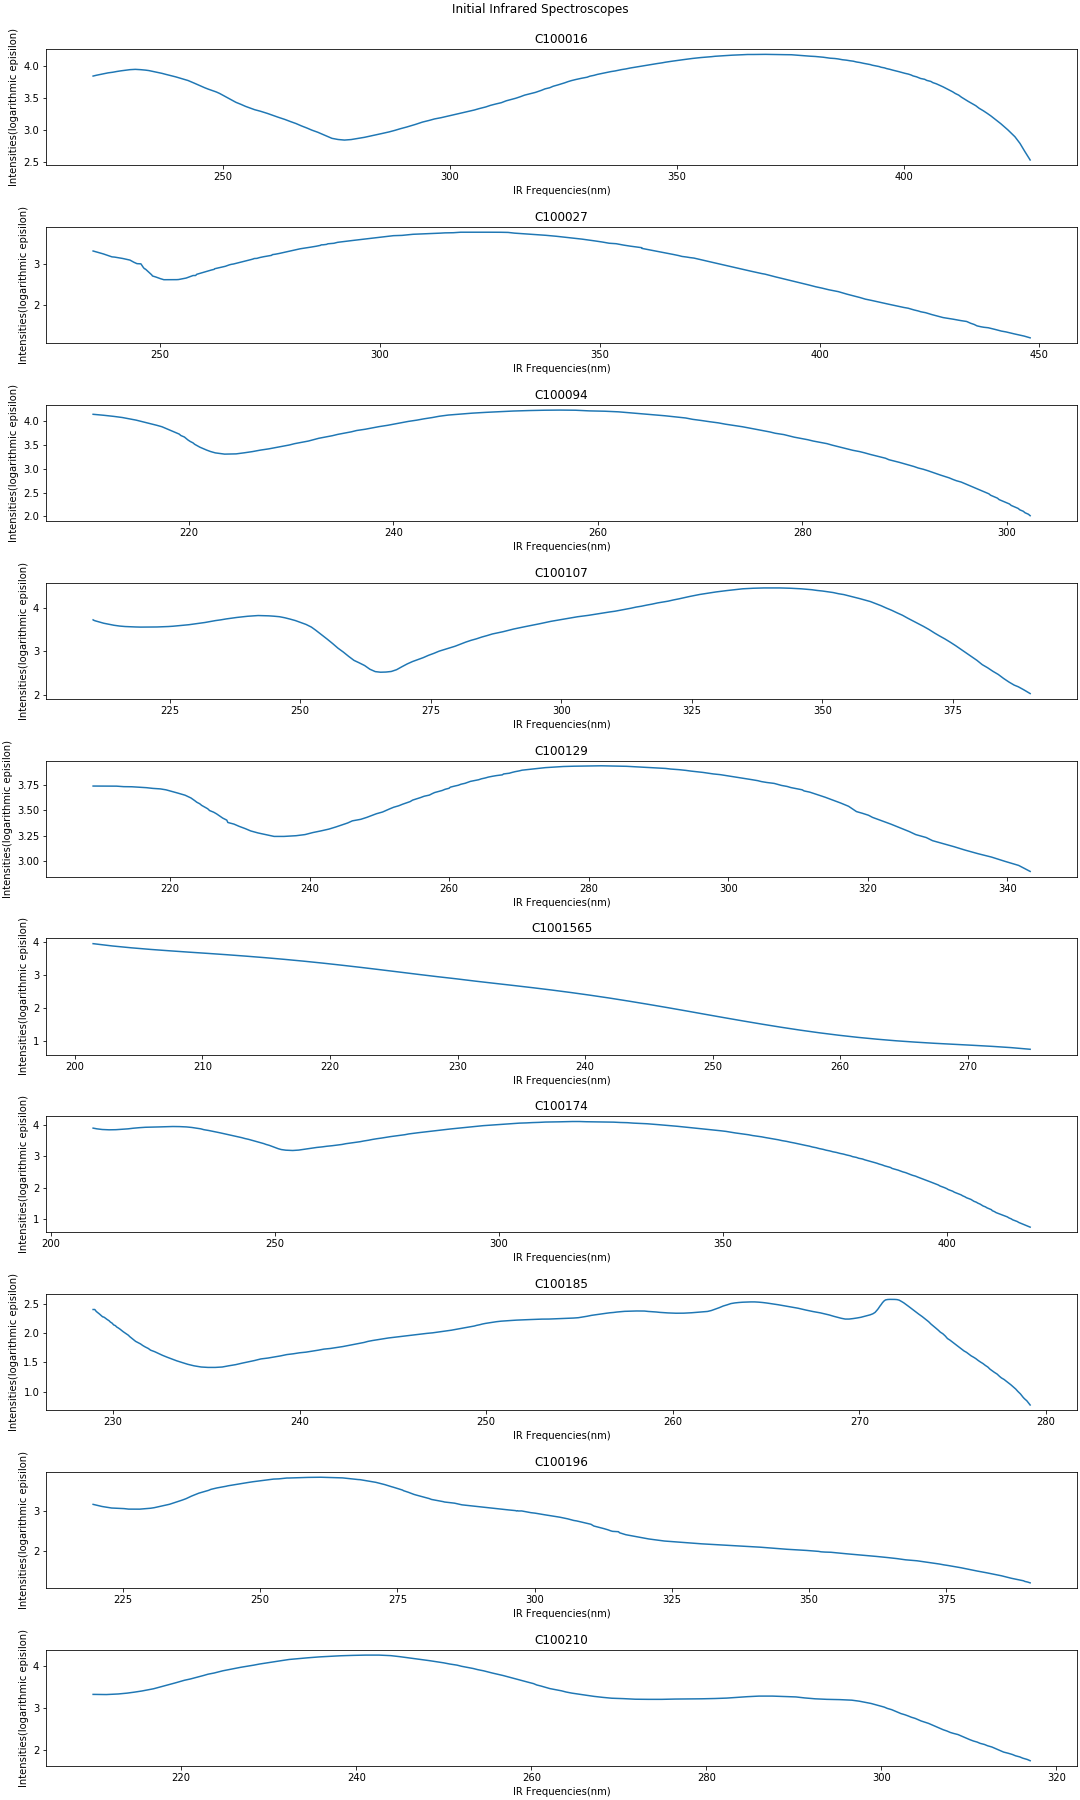 Initial Infrared Spectroscopes
C100016
Intensities(logarithmic episilon)
4.0
3.5
3.0
2.5
250 300 350 400
IR Frequencies(nm)
C100027
Intensities(logarithmic episilon)
3
2
250 300 350 400 450
IR Frequencies(nm)
C100094
Intensities(logarithmic episilon)
4.0
3.5
3.0
2.5
2.0
220 240 260 280 300
IR Frequencies(nm)
C100107
Intensities(logarithmic episilon)
4
3
2
225 250 275 300 325 350 375
IR Frequencies(nm)
C100129
Intensities(logarithmic episilon)
3.75
3.50
3.25
3.00
220 240 260 280 300 320 340
IR Frequencies(nm)
C1001565
Intensities(logarithmic episilon)
4
3
2
1
200 210 220 230 240 250 260 270
IR Frequencies(nm)
C100174
Intensities(logarithmic episilon)
4
3
2
1
200 250 300 350 400
IR Frequencies(nm)
C100185
Intensities(logarithmic episilon)
2.5
2.0
1.5
1.0
230 240 250 260 270 280
IR Frequencies(nm)
C100196
Intensities(logarithmic episilon)
3
2
225 250 275 300 325 350 375
IR Frequencies(nm)
C100210
Intensities(logarithmic episilon)
4
3
2
220 240 260 280 300 320
IR Frequencies(nm)